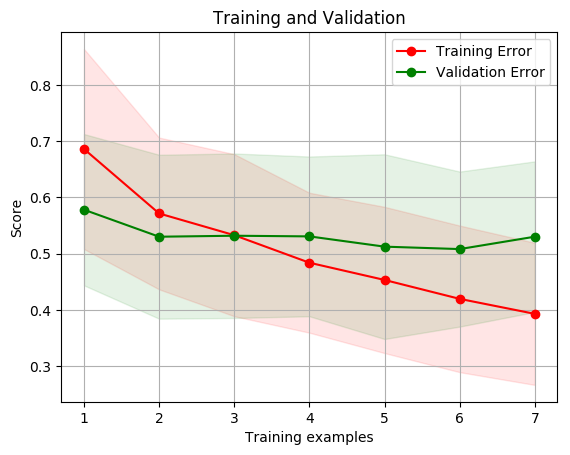 Training and Validation
Training Error
Validation Error
Score
0.8
0.7
0.6
0.5
0.4
0.3
1 2 3 4 5 6 7
Training examples